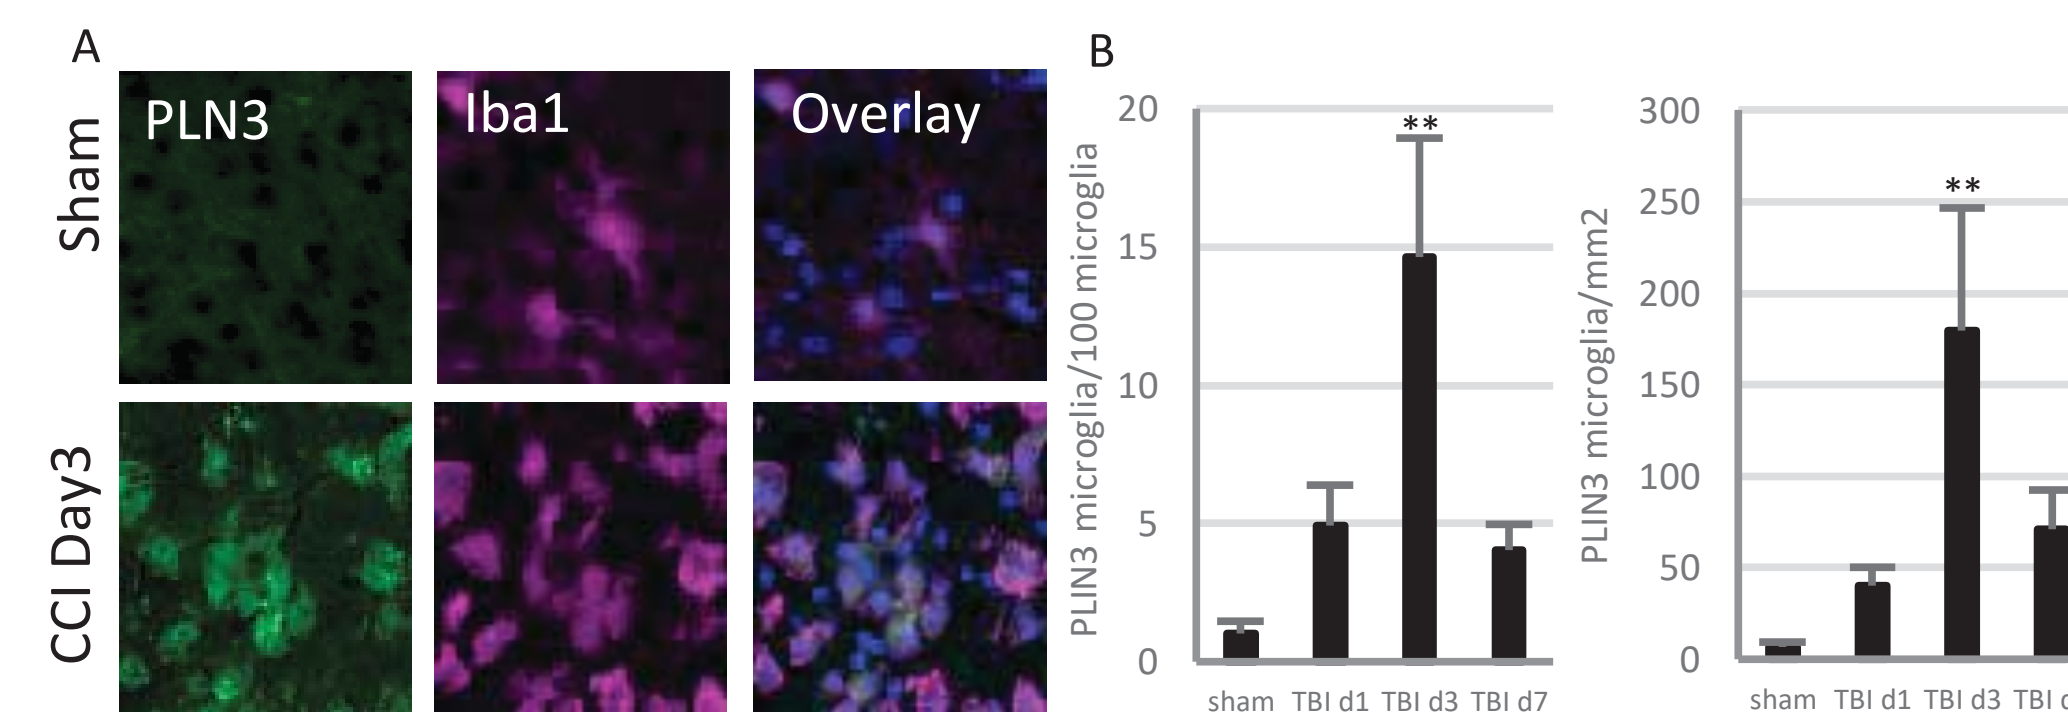 A
Sham
PLN3
Iba1
Overlay
CCI Day3
B
PLIN3 microglia/100 microglia
20
15
10
5
0
**
sham TBI d1 TBI d3 TBI d7
PLIN3 microglia/mm2
300
250
200
150
100
50
0
**
sham TBI d1 TBI d3 TBI